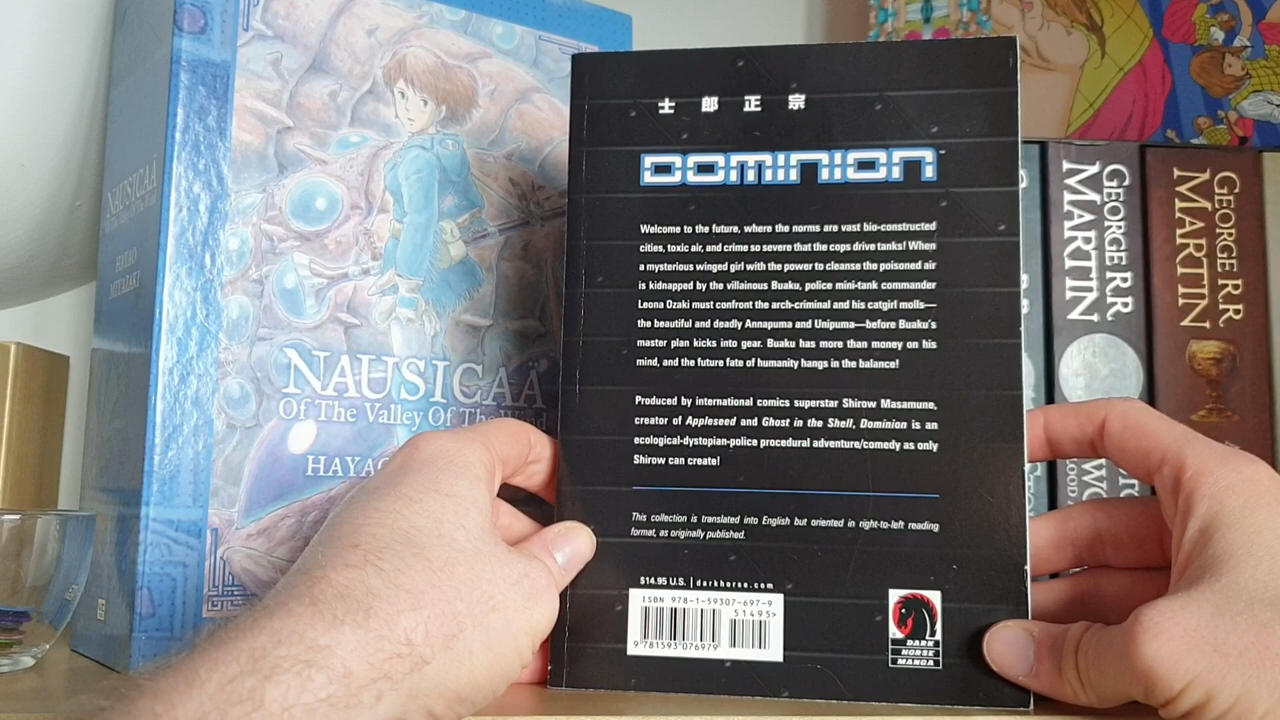 NAUSICAÄ
Of The Valley Of The Wind
HAYAO
MIYAZAKI
NAUSICAÄ
Of The Valley Of The Wind
士郎正宗
DOMINION
Welcome to the future, where the norms are vast bio-constructed
cities, toxic air, and crime so severe that the cops drive tanks! When
a mysterious winged girl with the power to cleanse the poisoned air
is kidnapped by the villainous Buaku, police mini-tank commander
Leona Ozaki must confront the arch-criminal and his catgirl molls—
the beautiful and deadly Annapuma and Unipuma—before Buaku's
master plan kicks into gear. Buaku has more than money on his
mind, and the future fate of humanity hangs in the balance!
Produced by international comics superstar Shirow Masamune,
creator of Appleseed and Ghost in the Shell, Dominion is an
ecological-dystopian-police procedural adventure/comedy as only
Shirow can create!
This collection is translated into English but oriented in right-to-left reading
format, as originally published.
$14.95 U.S. | darkhorse.com
ISBN 978-1-59307-697-9
51495>
9 781593 076979
DARK
HORSE
MANGA
GEORGE R.R.
MARTIN
GEORGE R.R.
MARTIN